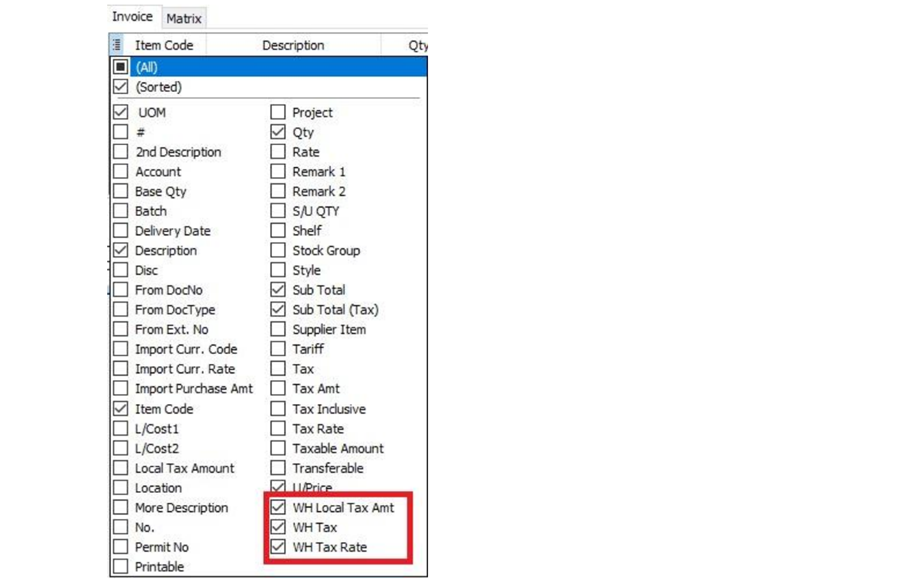 Invoice Matrix
Item Code Description Qty
(All)
(Sorted)
UOM
#
2nd Description
Account
Base Qty
Batch
Delivery Date
Description
Disc
From DocNo
From DocType
From Ext. No
Import Curr. Code
Import Curr. Rate
Import Purchase Amt
Item Code
L/Cost1
L/Cost2
Local Tax Amount
Location
More Description
No.
Permit No
Printable
Project
Qty
Rate
Remark 1
Remark 2
S/U QTY
Shelf
Stock Group
Style
Sub Total
Sub Total (Tax)
Supplier Item
Tariff
Tax
Tax Amt
Tax Inclusive
Tax Rate
Taxable Amount
Transferable
U/Price
WH Local Tax Amt
WH Tax
WH Tax Rate